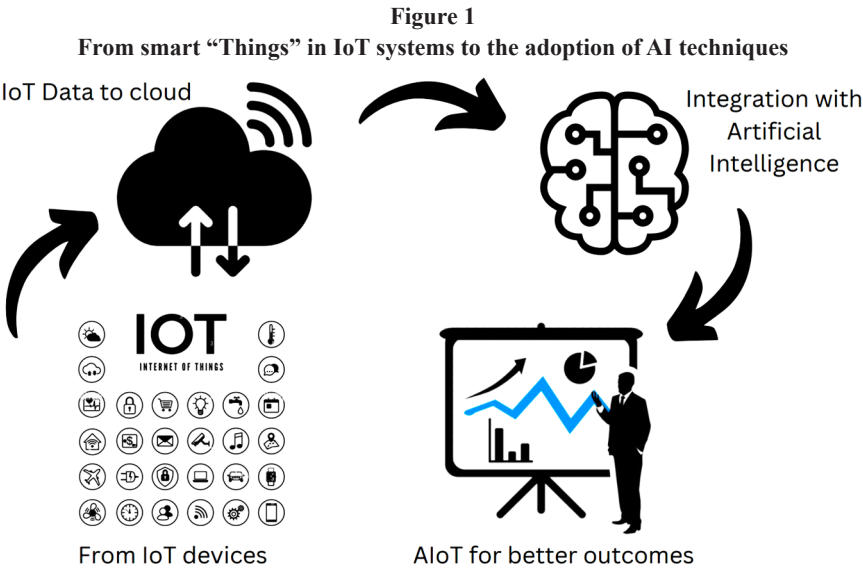 Figure 1
From smart “Things” in IoT systems to the adoption of AI techniques
IoT Data to cloud
Integration with
Artificial
Intelligence
IOT
INTERNET OF THINGS
From IoT devices
AIoT for better outcomes